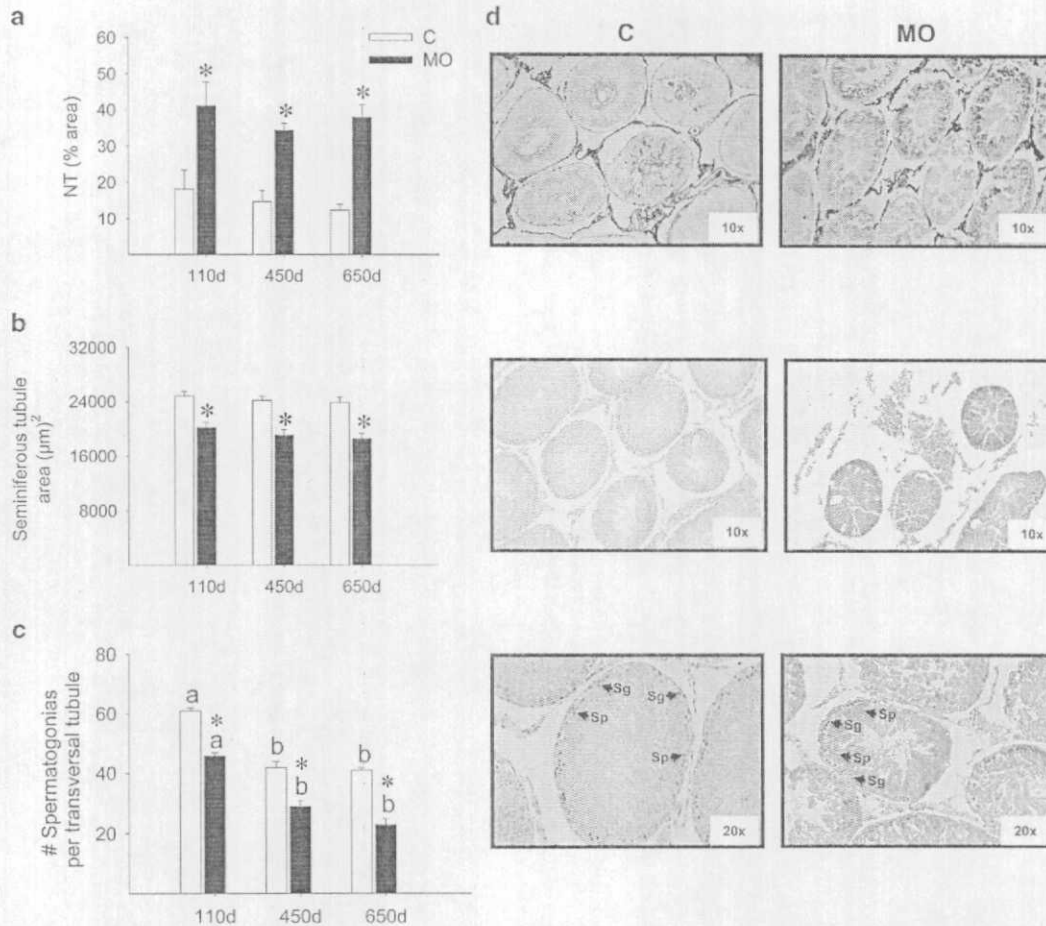 a
60
50
40
30
20
10
NT (% area)
C
MO
*
*
*
110d 450d 650d
b
32000
24000
16000
8000
Seminiferous tubule
area (µm)²
*
*
*
110d 450d 650d
c
80
60
40
20
# Spermatogonias
per transversal tubule
a
*
a
b
*
b
b
*
b
110d 450d 650d
d
C MO
10x 10x
10x 10x
Sg Sg
Sp
Sp
20x
Sp
Sg
Sp
Sg
20x